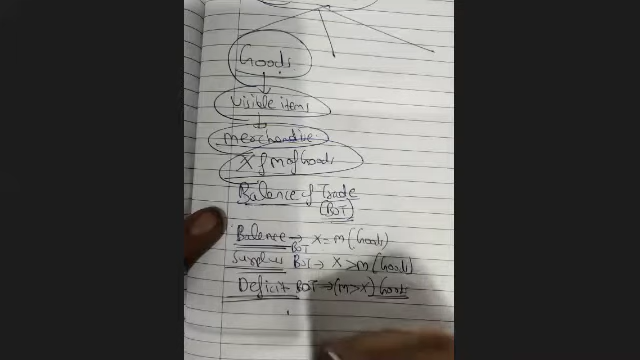 Goods
visible items
merchandise
X & M of Goods
Balance of Trade
(BOT)
Balance BOT → X = M (Goods)
Surplus BOT → X > M (Goods)
Deficit BOT → (M > X) Goods